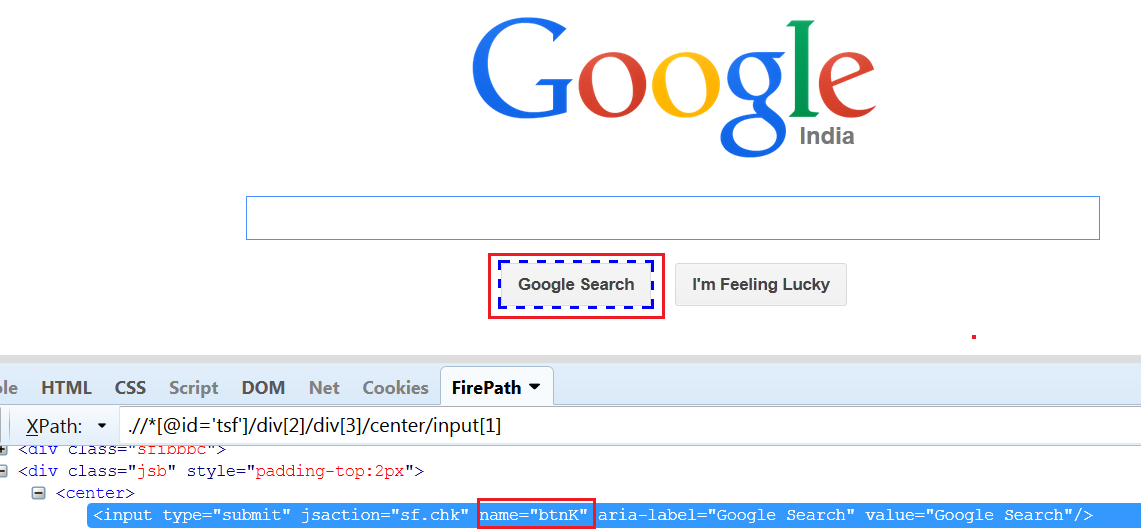 Google
India
Google Search I'm Feeling Lucky
HTML CSS Script DOM Net Cookies FirePath
XPath: .//*[@id='tsf']/div[2]/div[3]/center/input[1]
<div class="sfibbbc">
<div class="jsb" style="padding-top:2px">
<center>
<input type="submit" jsaction="sf.chk" name="btnK" aria-label="Google Search" value="Google Search"/>